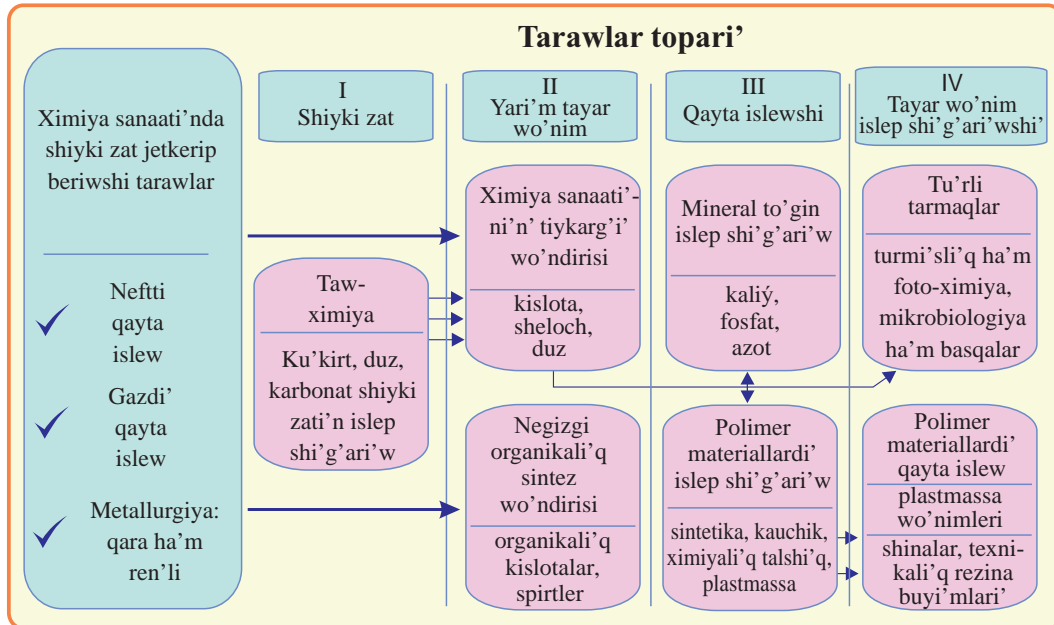 Tarawlar topari'
Ximiya sanaati'nda
shiyki zat jetkerip
beriwshi tarawlar
Neftti
qayta
islew
Gazdi'
qayta
islew
Metallurgiya:
qara ha'm
ren'li
I
Shiyki zat
Taw-
ximiya
Ku'kirt, duz,
karbonat shiyki
zati'n islep
shi'g'ari'w
II
Yari'm tayar
wo'nim
Ximiya sanaati'-
ni'n' tiykarg'i'
wo'ndirisi
kislota,
sheloch,
duz
Negizgi
organikali'q
sintez
wo'ndirisi
organikali'q
kislotalar,
spirtler
III
Qayta islewshi
Mineral to'gin
islep shi'g'ari'w
kaliý,
fosfat,
azot
Polimer
materiallardi'
islep shi'g'ari'w
sintetika, kauchik,
ximiyali'q talshi'q,
plastmassa
IV
Tayar wo'nim
islep shi'g'ari'wshi'
Tu'rli
tarmaqlar
turmi'sli'q ha'm
foto-ximiya,
mikrobiologiya
ha'm basqalar
Polimer
materiallardi'
qayta islew
plastmassa
wo'nimleri
shinalar, texni-
kali'q rezina
buyi'mlari'